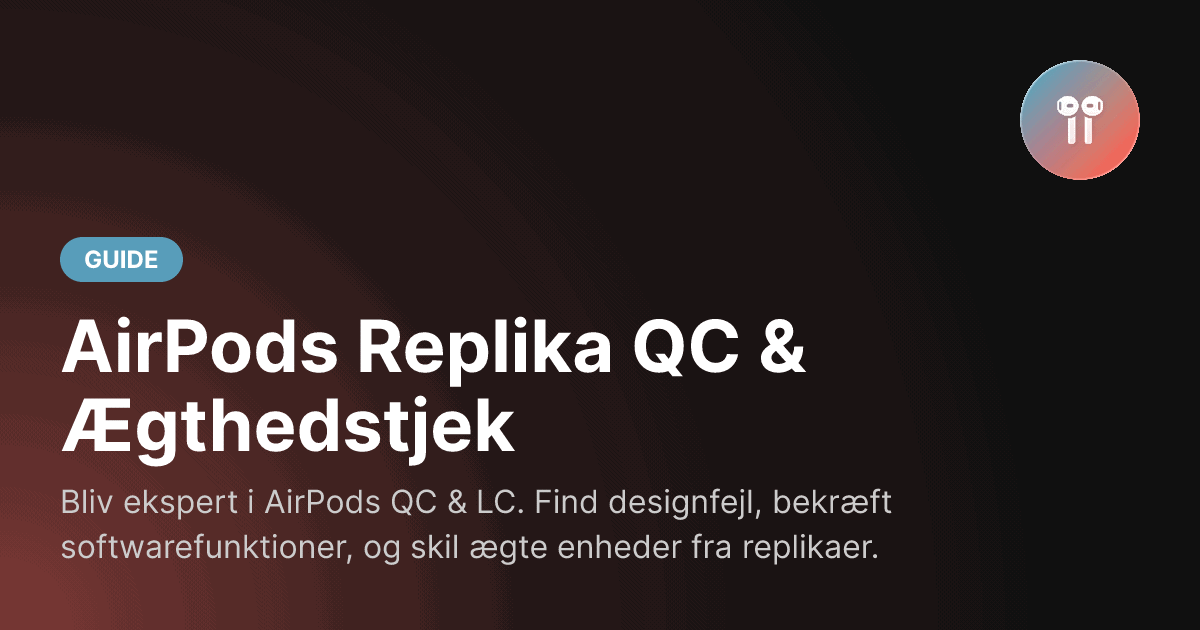 GUIDE
AirPods Replika QC &
Ægthedstjek
Bliv ekspert i AirPods QC & LC. Find designfejl, bekræft
softwarefunktioner, og skil ægte enheder fra replikaer.